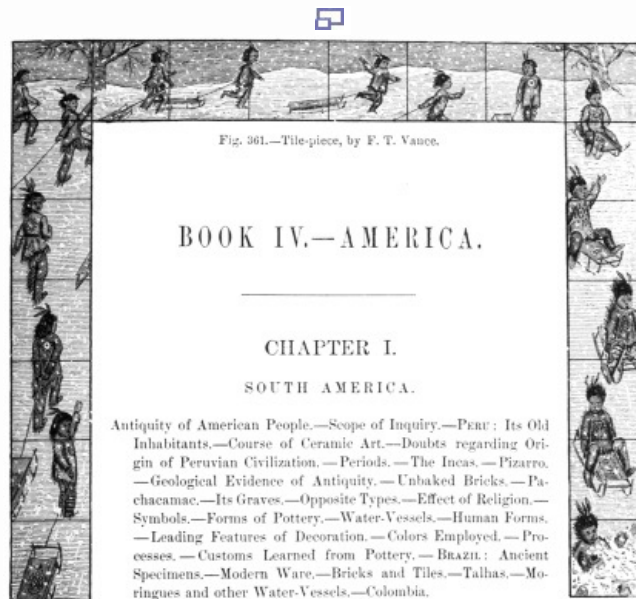 Fig. 361.—Tile-piece, by F. T. Vance.
BOOK IV.—AMERICA.
CHAPTER I.
SOUTH AMERICA.
Antiquity of American People.—Scope of Inquiry.—PERU: Its Old
Inhabitants.—Course of Ceramic Art.—Doubts regarding Ori-
gin of Peruvian Civilization.—Periods.—The Incas.—Pizarro.
—Geological Evidence of Antiquity.—Unbaked Bricks.—Pa-
chacamac.—Its Graves.—Opposite Types.—Effect of Religion.—
Symbols.—Forms of Pottery.—Water-Vessels.—Human Forms.
—Leading Features of Decoration.—Colors Employed.—Pro-
cesses.—Customs Learned from Pottery.—BRAZIL: Ancient
Specimens.—Modern Ware.—Bricks and Tiles.—Talhas.—Mo-
ringues and other Water-Vessels.—Colombia.